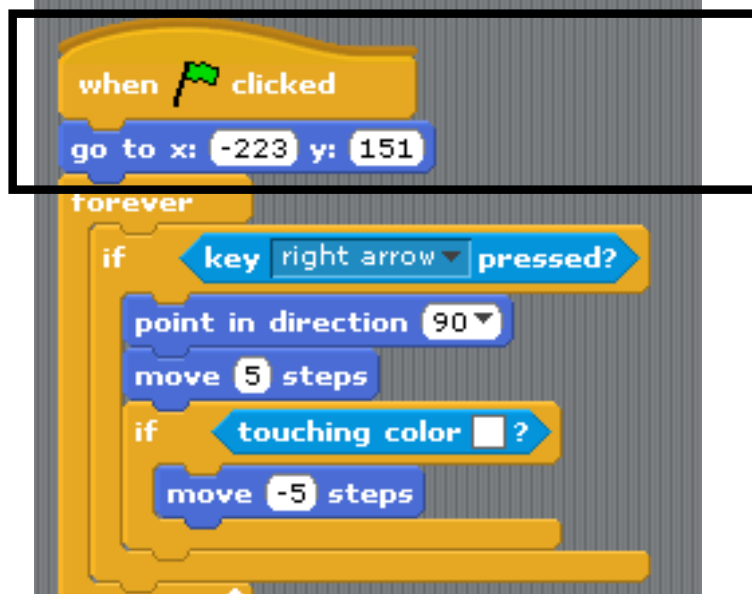 when clicked
go to x: -223 y: 151
forever
if key right arrow pressed?
point in direction 90
move 5 steps
if touching color ?
move -5 steps